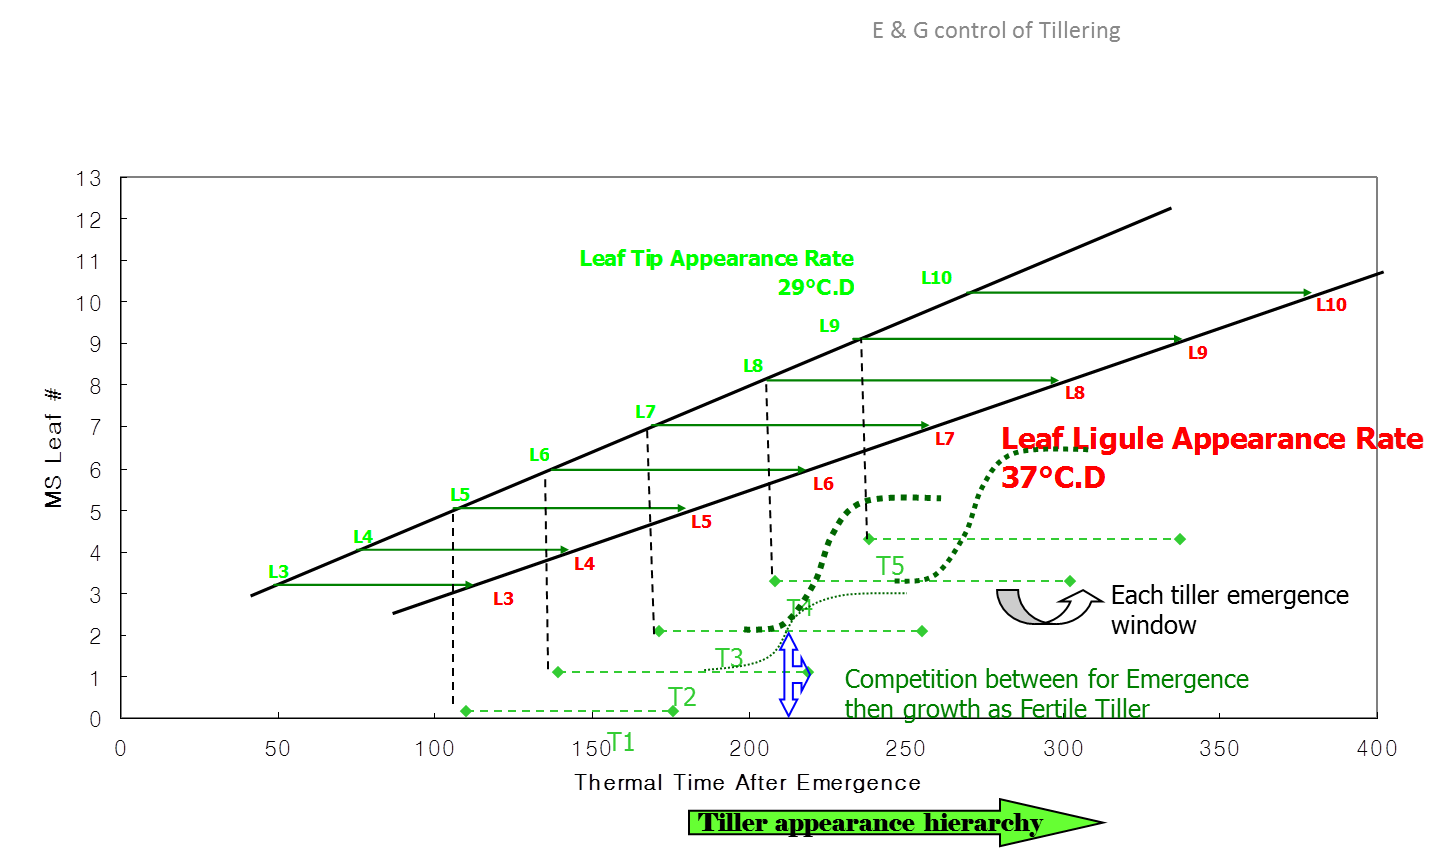 E & G control of Tillering
13
12
11
10
9
8
7
6
5
4
3
2
1
0
MS Leaf #
Leaf Tip Appearance Rate
29°C.D
L10
L9
L8
L7
L6
L5
L4
L3
L10
L9
L8
L7
L6
L5
L4
L3
Leaf Ligule Appearance Rate
37°C.D
T5
T4
T3
T2
T1
Each tiller emergence
window
Competition between for Emergence
then growth as Fertile Tiller
0 50 100 150 200 250 300 350 400
Thermal Time After Emergence
Tiller appearance hierarchy